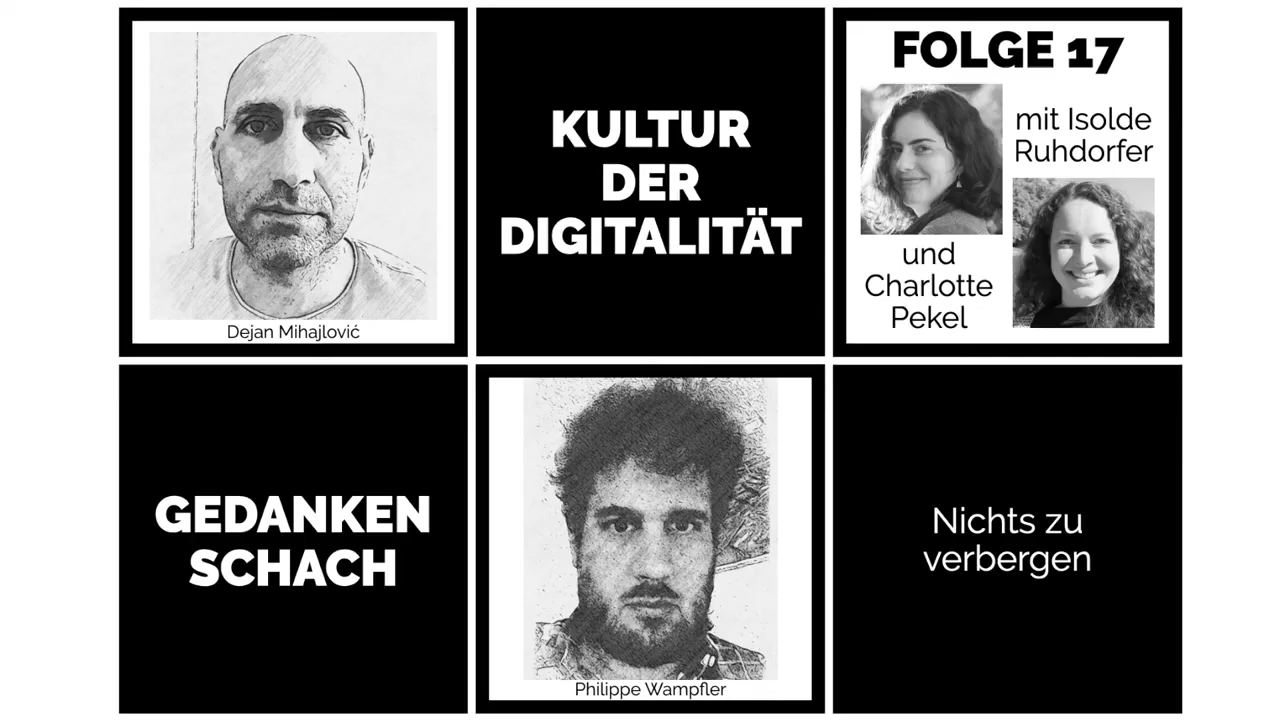 Dejan Mihajlović
KULTUR
DER
DIGITALITÄT
FOLGE 17
mit Isolde
Ruhdorfer
und
Charlotte
Pekel
GEDANKEN
SCHACH
Philippe Wampfler
Nichts zu
verbergen